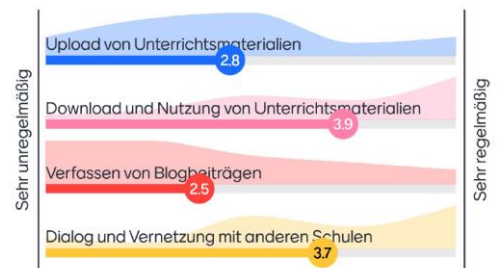 Upload von Unterrichtsmaterialien
2.8
Download und Nutzung von Unterrichtsmaterialien
3.9
Verfassen von Blogbeiträgen
2.5
Dialog und Vernetzung mit anderen Schulen
3.7
Sehr unregelmäßig
Sehr regelmäßig